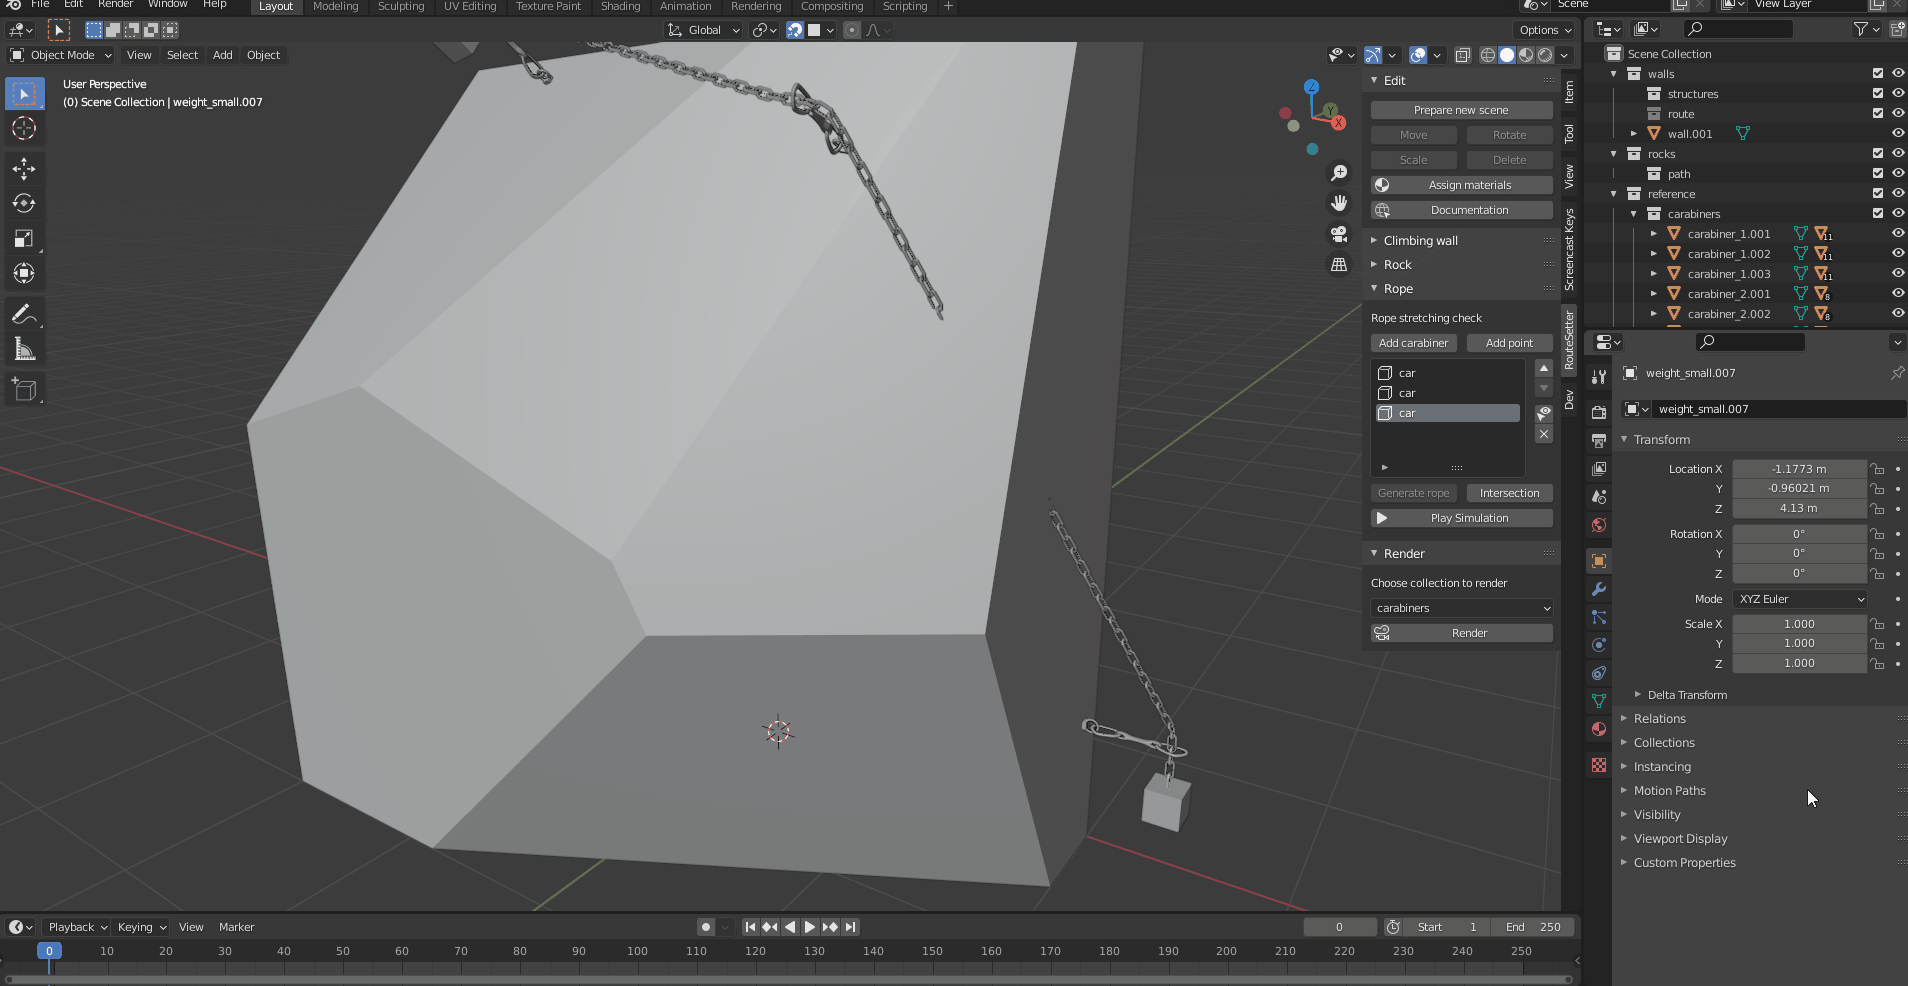 File Edit Render Window Help Layout Modeling Sculpting UV Editing Texture Paint Shading Animation Rendering Compositing Scripting + Scene View Layer
Global Options
Object Mode View Select Add Object
User Perspective
(0) Scene Collection | weight_small.007
Z
Y
X
Edit
Prepare new scene
Move Rotate
Scale Delete
Assign materials
Documentation
Climbing wall
Rock
Rope
Rope stretching check
Add carabiner Add point
car
car
car
Generate rope Intersection
Play Simulation
Render
Choose collection to render
carabiners
Render
Item
Tool
View
Screencast Keys
RouteSetter
Dev
Scene Collection
walls
structures
route
wall.001
rocks
path
reference
carabiners
carabiner_1.001 11
carabiner_1.002 11
carabiner_1.003 11
carabiner_2.001 8
carabiner_2.002 8
weight_small.007
weight_small.007
Transform
Location X -1.1773 m
Y -0.96021 m
Z 4.13 m
Rotation X 0°
Y 0°
Z 0°
Mode XYZ Euler
Scale X 1.000
Y 1.000
Z 1.000
Delta Transform
Relations
Collections
Instancing
Motion Paths
Visibility
Viewport Display
Custom Properties
Playback Keying View Marker 0 Start 1 End 250
0 10 20 30 40 50 60 70 80 90 100 110 120 130 140 150 160 170 180 190 200 210 220 230 240 250